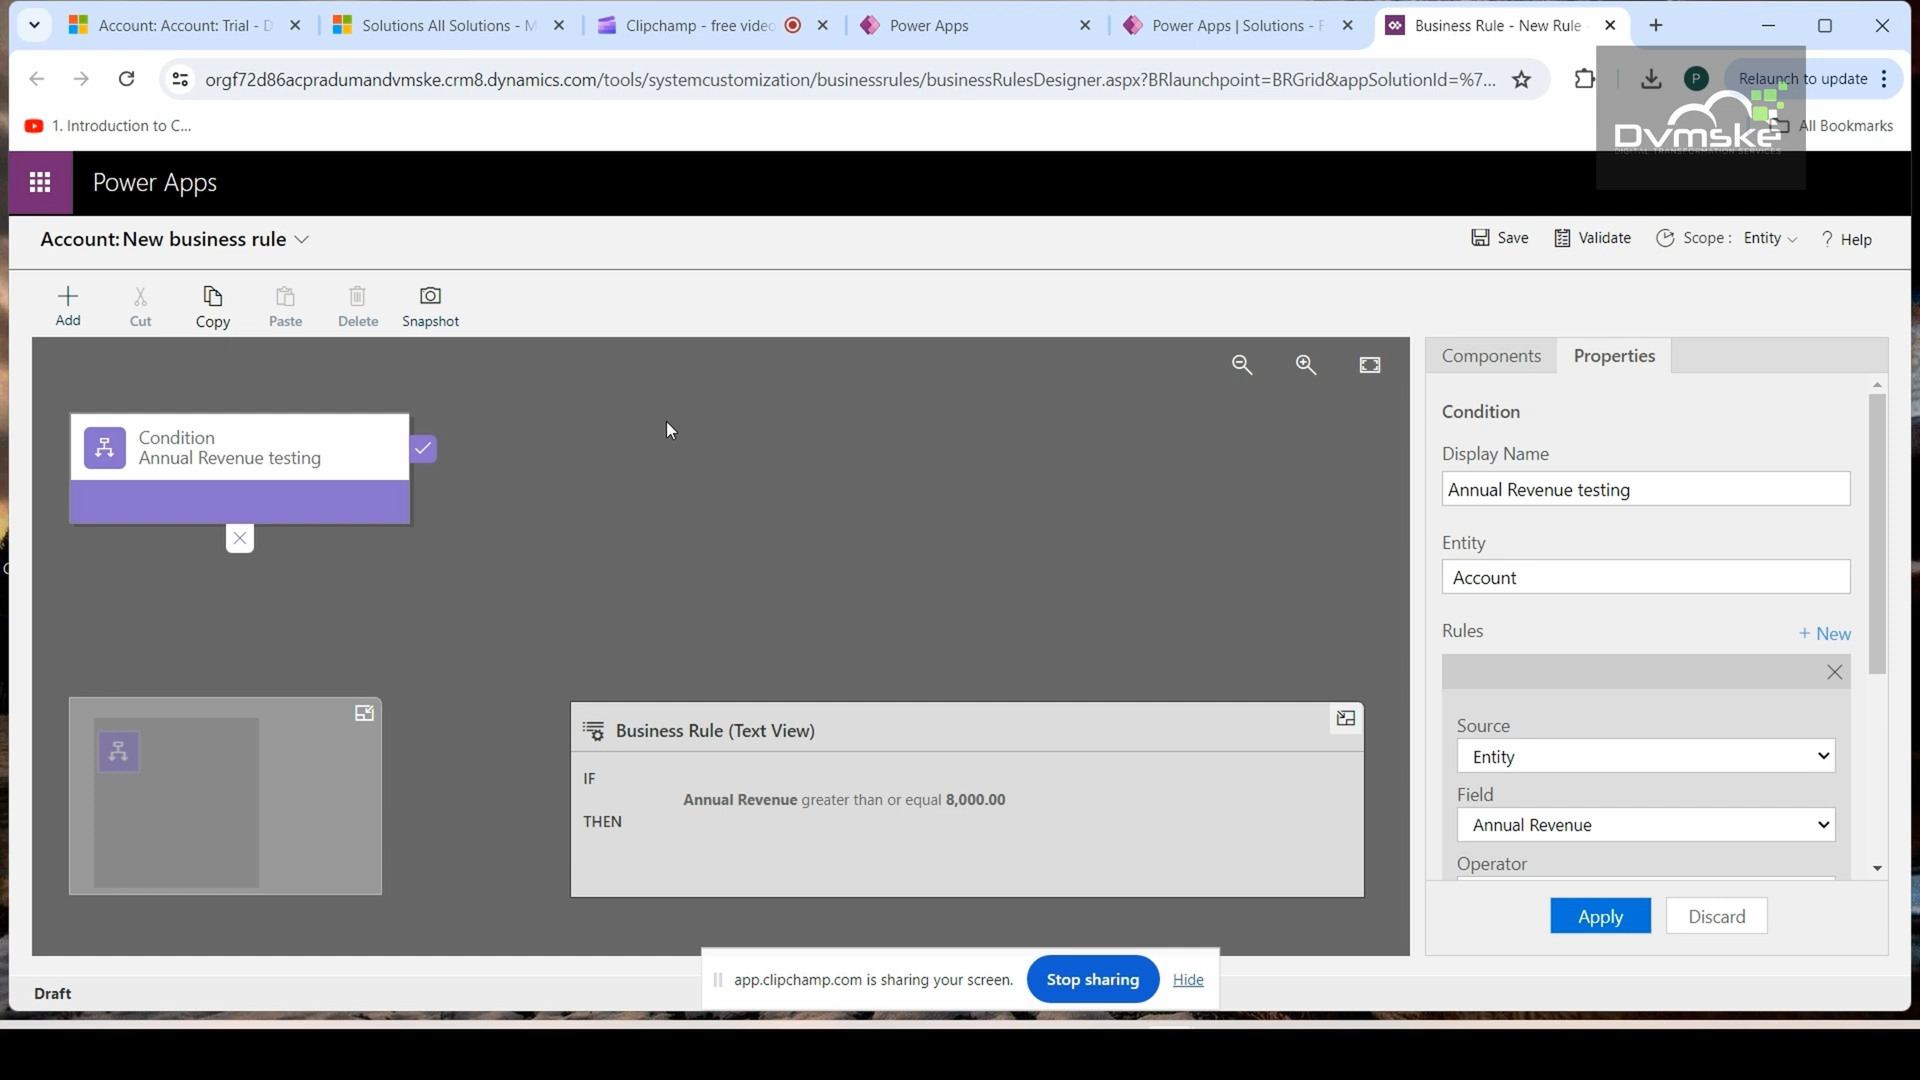 Account: Account: Trial - D
Solutions All Solutions - M
Clipchamp - free video
Power Apps
Power Apps | Solutions - F
Business Rule - New Rule
orgf72d86acpradumandvmske.crm8.dynamics.com/tools/systemcustomization/businessrules/businessRulesDesigner.aspx?BRlaunchpoint=BRGrid&appSolutionId=%7...
P
Relaunch to update
1. Introduction to C...
All Bookmarks
Dvmske
DIGITAL TRANSFORMATION SERVICES
Power Apps
Account: New business rule
Save
Validate
Scope :
Entity
? Help
Add
Cut
Copy
Paste
Delete
Snapshot
Components
Properties
Condition
Annual Revenue testing
Condition
Display Name
Annual Revenue testing
Entity
Account
Rules
+ New
Source
Entity
Field
Annual Revenue
Operator
Apply
Discard
Business Rule (Text View)
IF
Annual Revenue greater than or equal 8,000.00
THEN
app.clipchamp.com is sharing your screen.
Stop sharing
Hide
Draft